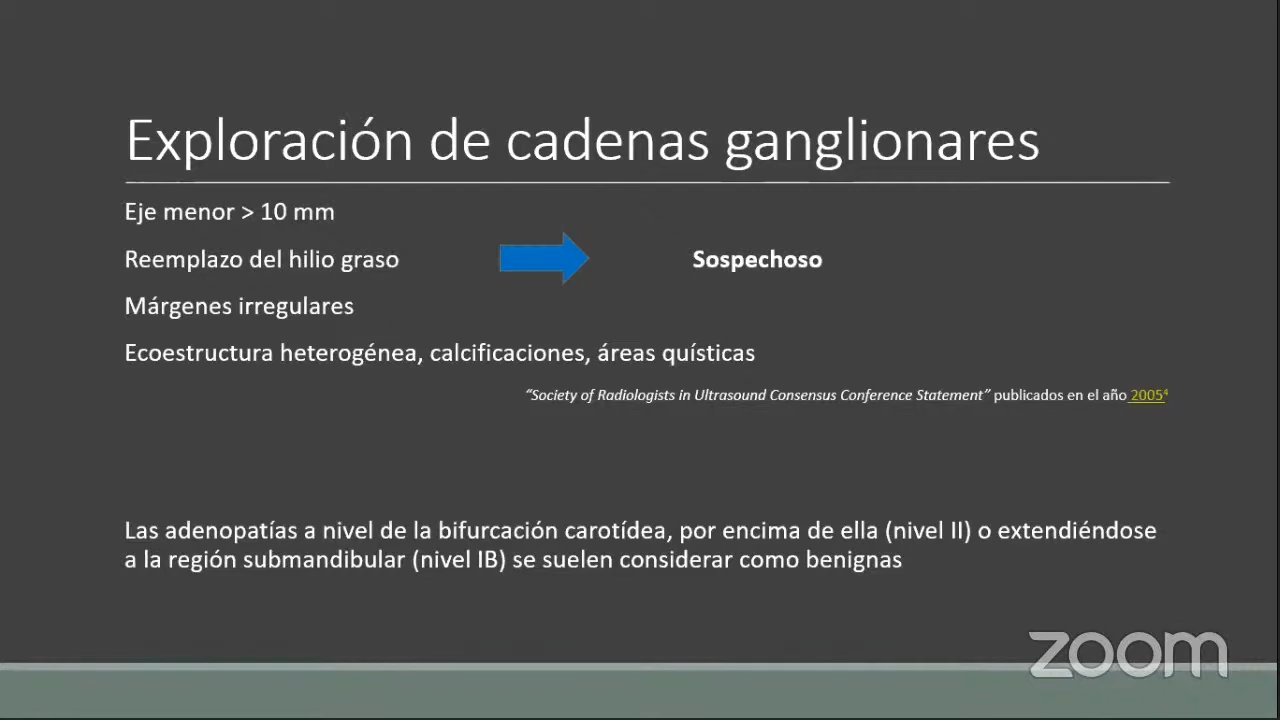 Exploración de cadenas ganglionares
Eje menor > 10 mm
Reemplazo del hilio graso
Sospechoso
Márgenes irregulares
Ecoestructura heterogénea, calcificaciones, áreas quísticas
“Society of Radiologists in Ultrasound Consensus Conference Statement” publicados en el año 2005⁴
Las adenopatías a nivel de la bifurcación carotídea, por encima de ella (nivel II) o extendiéndose
a la región submandibular (nivel IB) se suelen considerar como benignas
zoom